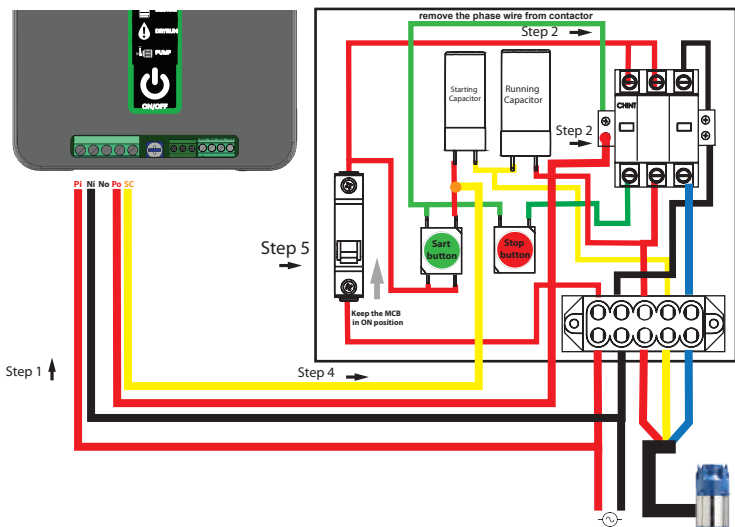 DRYRUN
PUMP
ON/OFF
Pi Ni No Po SC
Step 1
remove the phase wire from contactor
Step 2
Starting
Capacitor
Running
Capacitor
CHINT
Step 2
Step 5
Sart
button
Stop
button
Keep the MCB
in ON position
Step 4